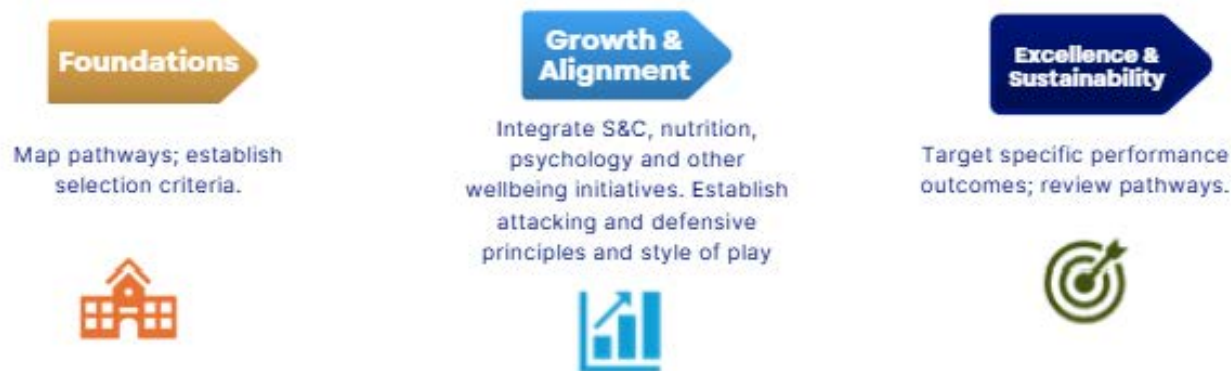 Foundations
Map pathways; establish
selection criteria.
Growth &
Alignment
Integrate S&C, nutrition,
psychology and other
wellbeing initiatives. Establish
attacking and defensive
principles and style of play
Excellence &
Sustainability
Target specific performance
outcomes; review pathways.